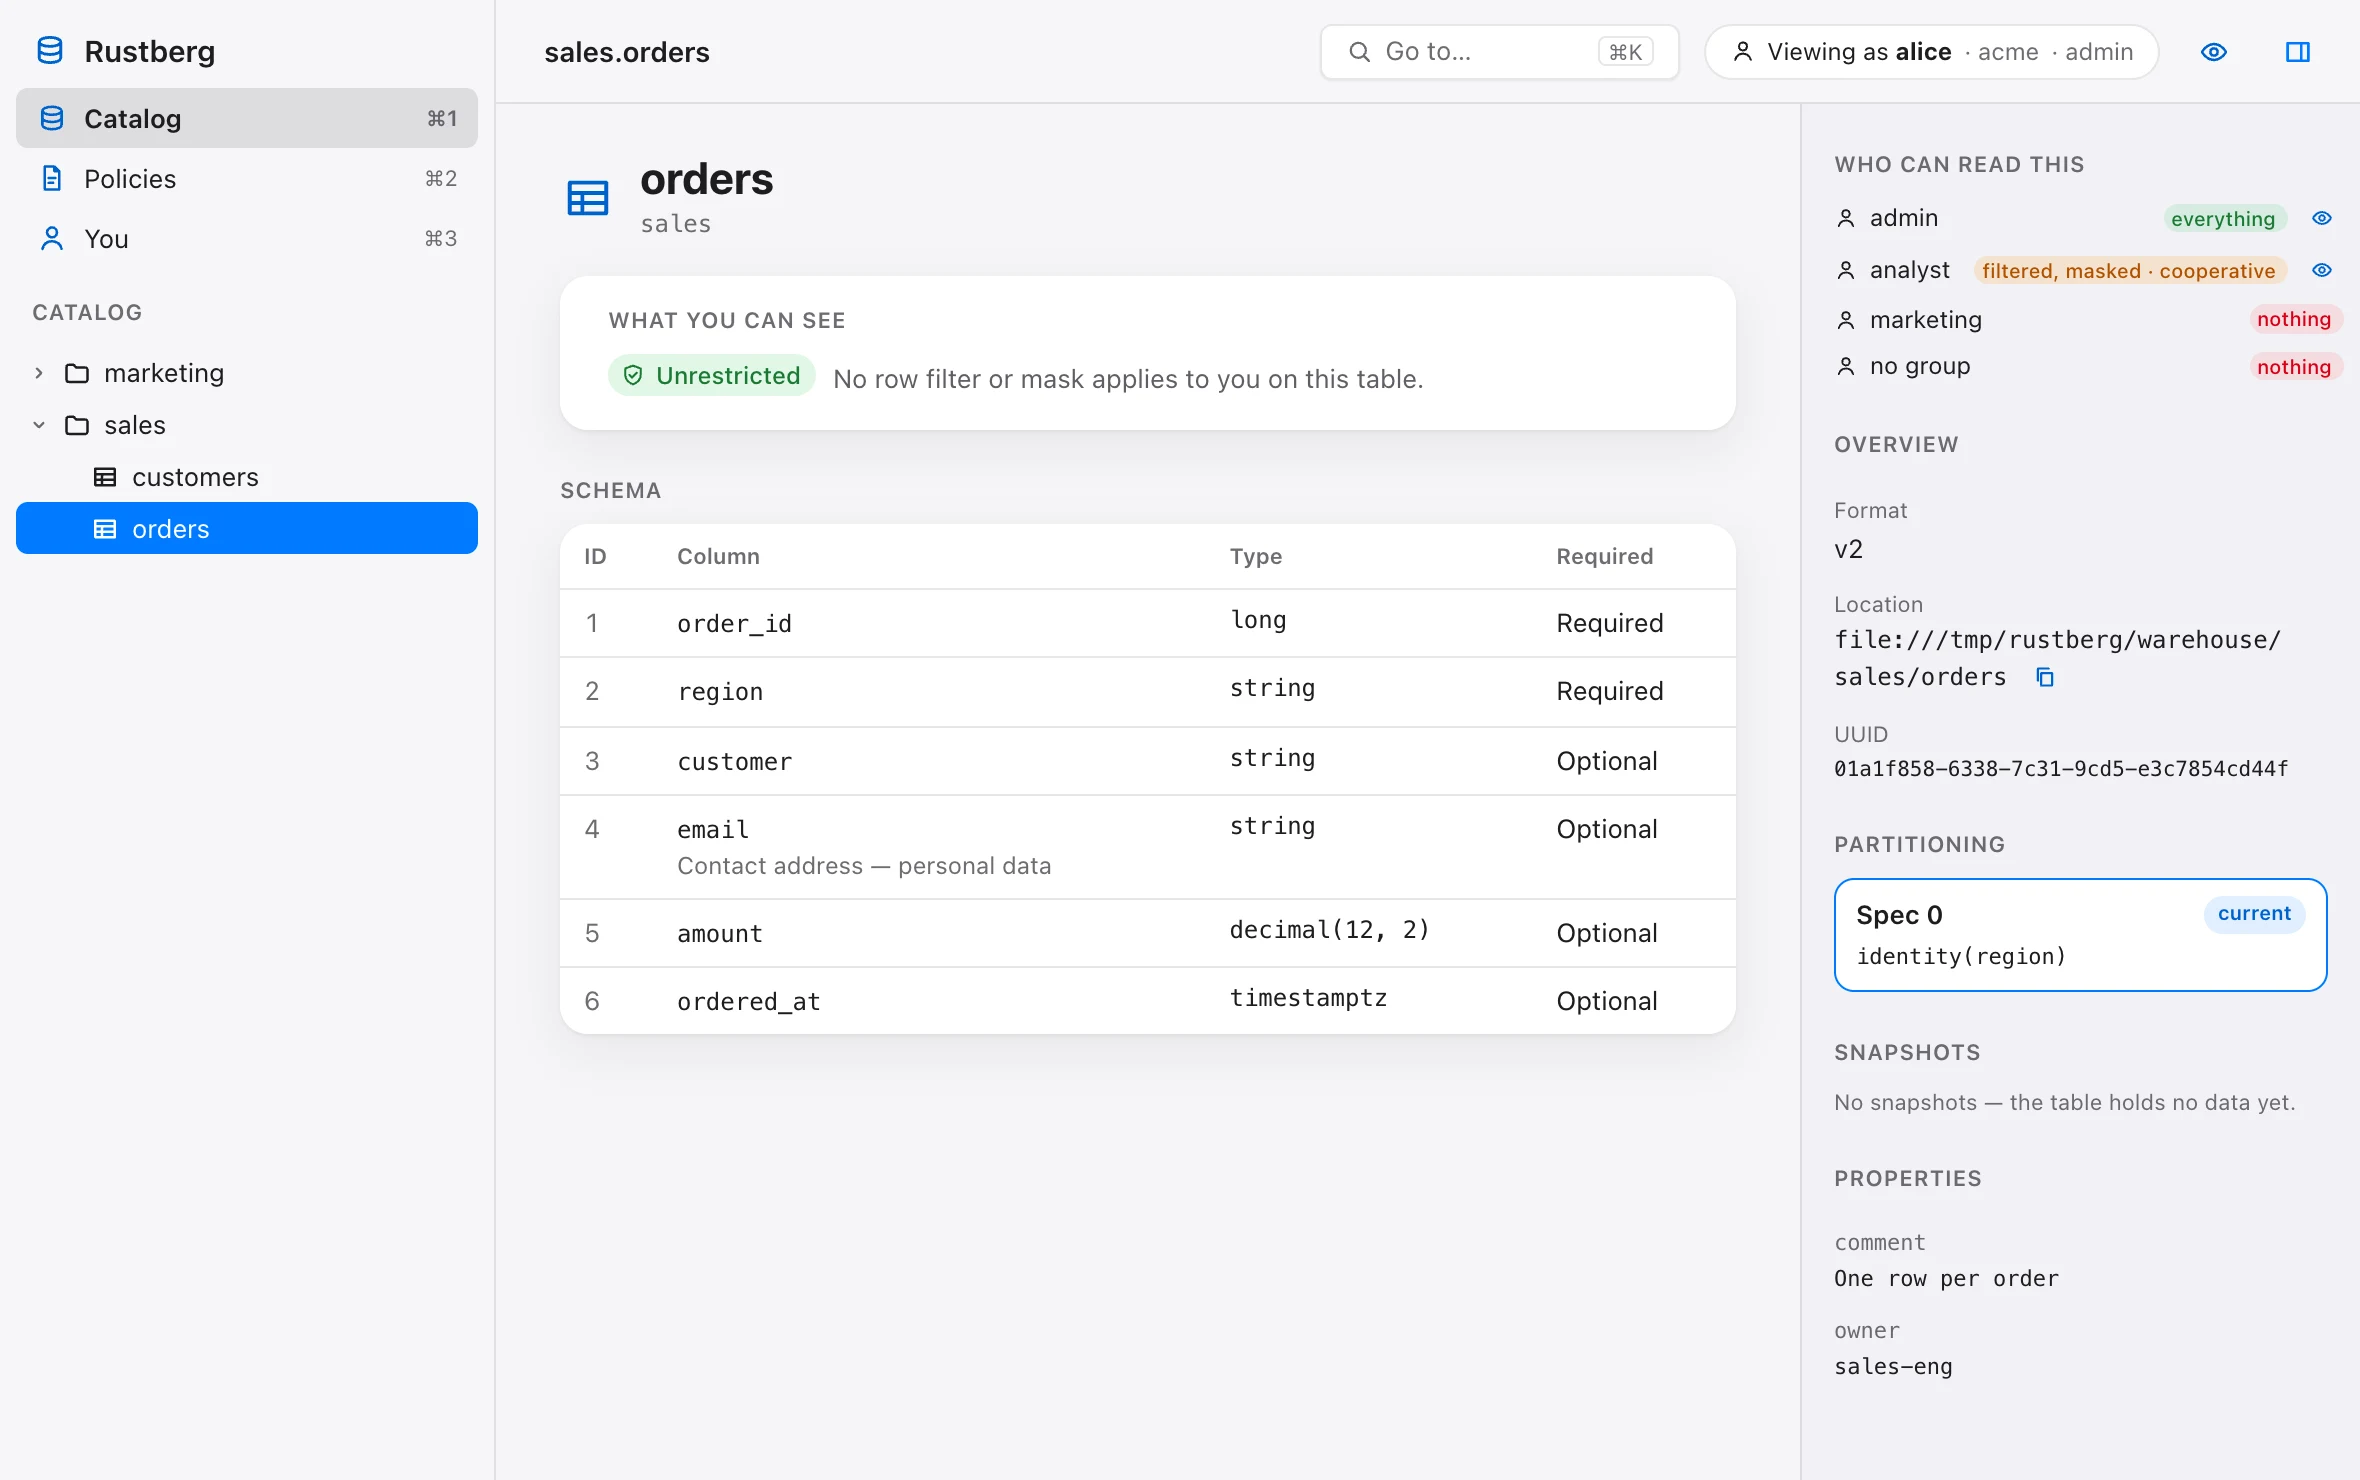 Rustberg
Catalog ⌘1
Policies ⌘2
You ⌘3
CATALOG
marketing
sales
customers
orders
sales.orders
Go to... ⌘K
Viewing as alice · acme · admin
orders
sales
WHAT YOU CAN SEE
Unrestricted No row filter or mask applies to you on this table.
SCHEMA
ID Column Type Required
1 order_id long Required
2 region string Required
3 customer string Optional
4 email string Optional
Contact address — personal data
5 amount decimal(12, 2) Optional
6 ordered_at timestamptz Optional
WHO CAN READ THIS
admin everything
analyst filtered, masked · cooperative
marketing nothing
no group nothing
OVERVIEW
Format
v2
Location
file:///tmp/rustberg/warehouse/
sales/orders
UUID
01a1f858-6338-7c31-9cd5-e3c7854cd44f
PARTITIONING
Spec 0 current
identity(region)
SNAPSHOTS
No snapshots — the table holds no data yet.
PROPERTIES
comment
One row per order
owner
sales-eng